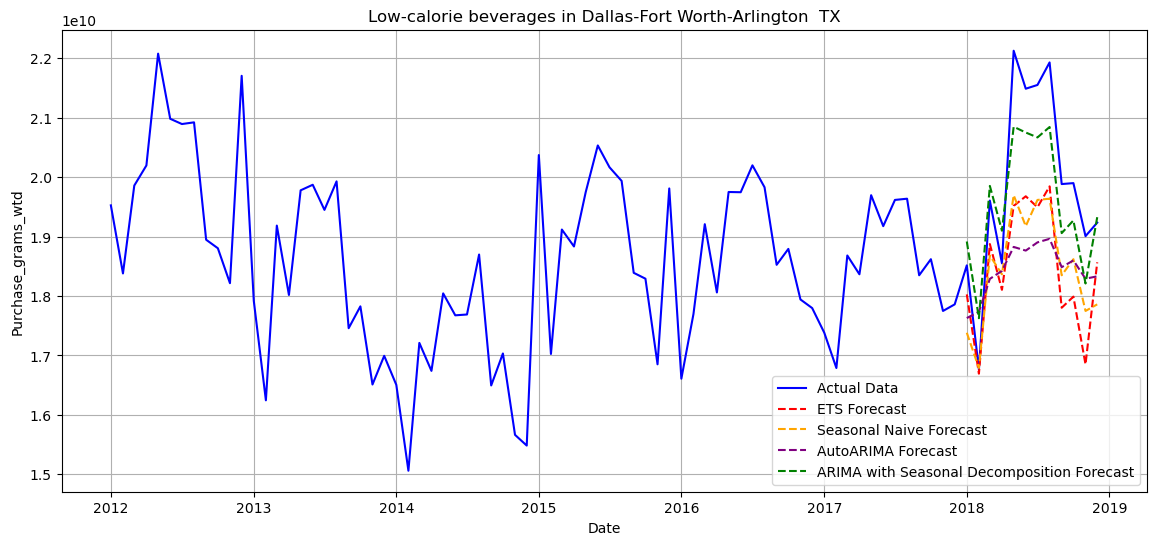 Low-calorie beverages in Dallas-Fort Worth-Arlington  TX
1e10
2.2
2.1
2.0
1.9
1.8
1.7
1.6
1.5
Purchase_grams_wtd
Actual Data
ETS Forecast
Seasonal Naive Forecast
AutoARIMA Forecast
ARIMA with Seasonal Decomposition Forecast
2012 2013 2014 2015 2016 2017 2018 2019
Date